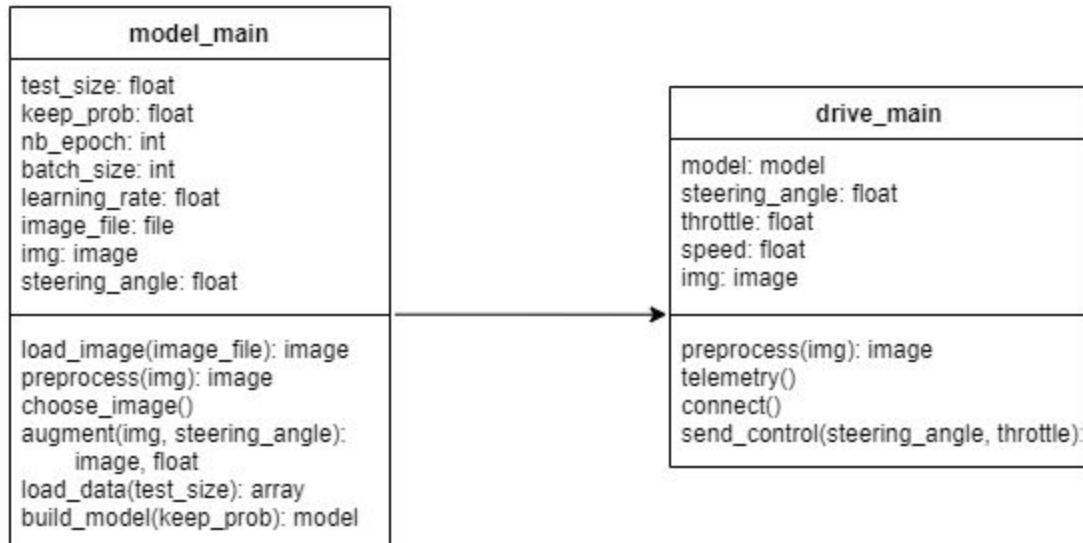 model_main
test_size: float
keep_prob: float
nb_epoch: int
batch_size: int
learning_rate: float
image_file: file
img: image
steering_angle: float
load_image(image_file): image
preprocess(img): image
choose_image()
augment(img, steering_angle):
image, float
load_data(test_size): array
build_model(keep_prob): model
drive_main
model: model
steering_angle: float
throttle: float
speed: float
img: image
preprocess(img): image
telemetry()
connect()
send_control(steering_angle, throttle):